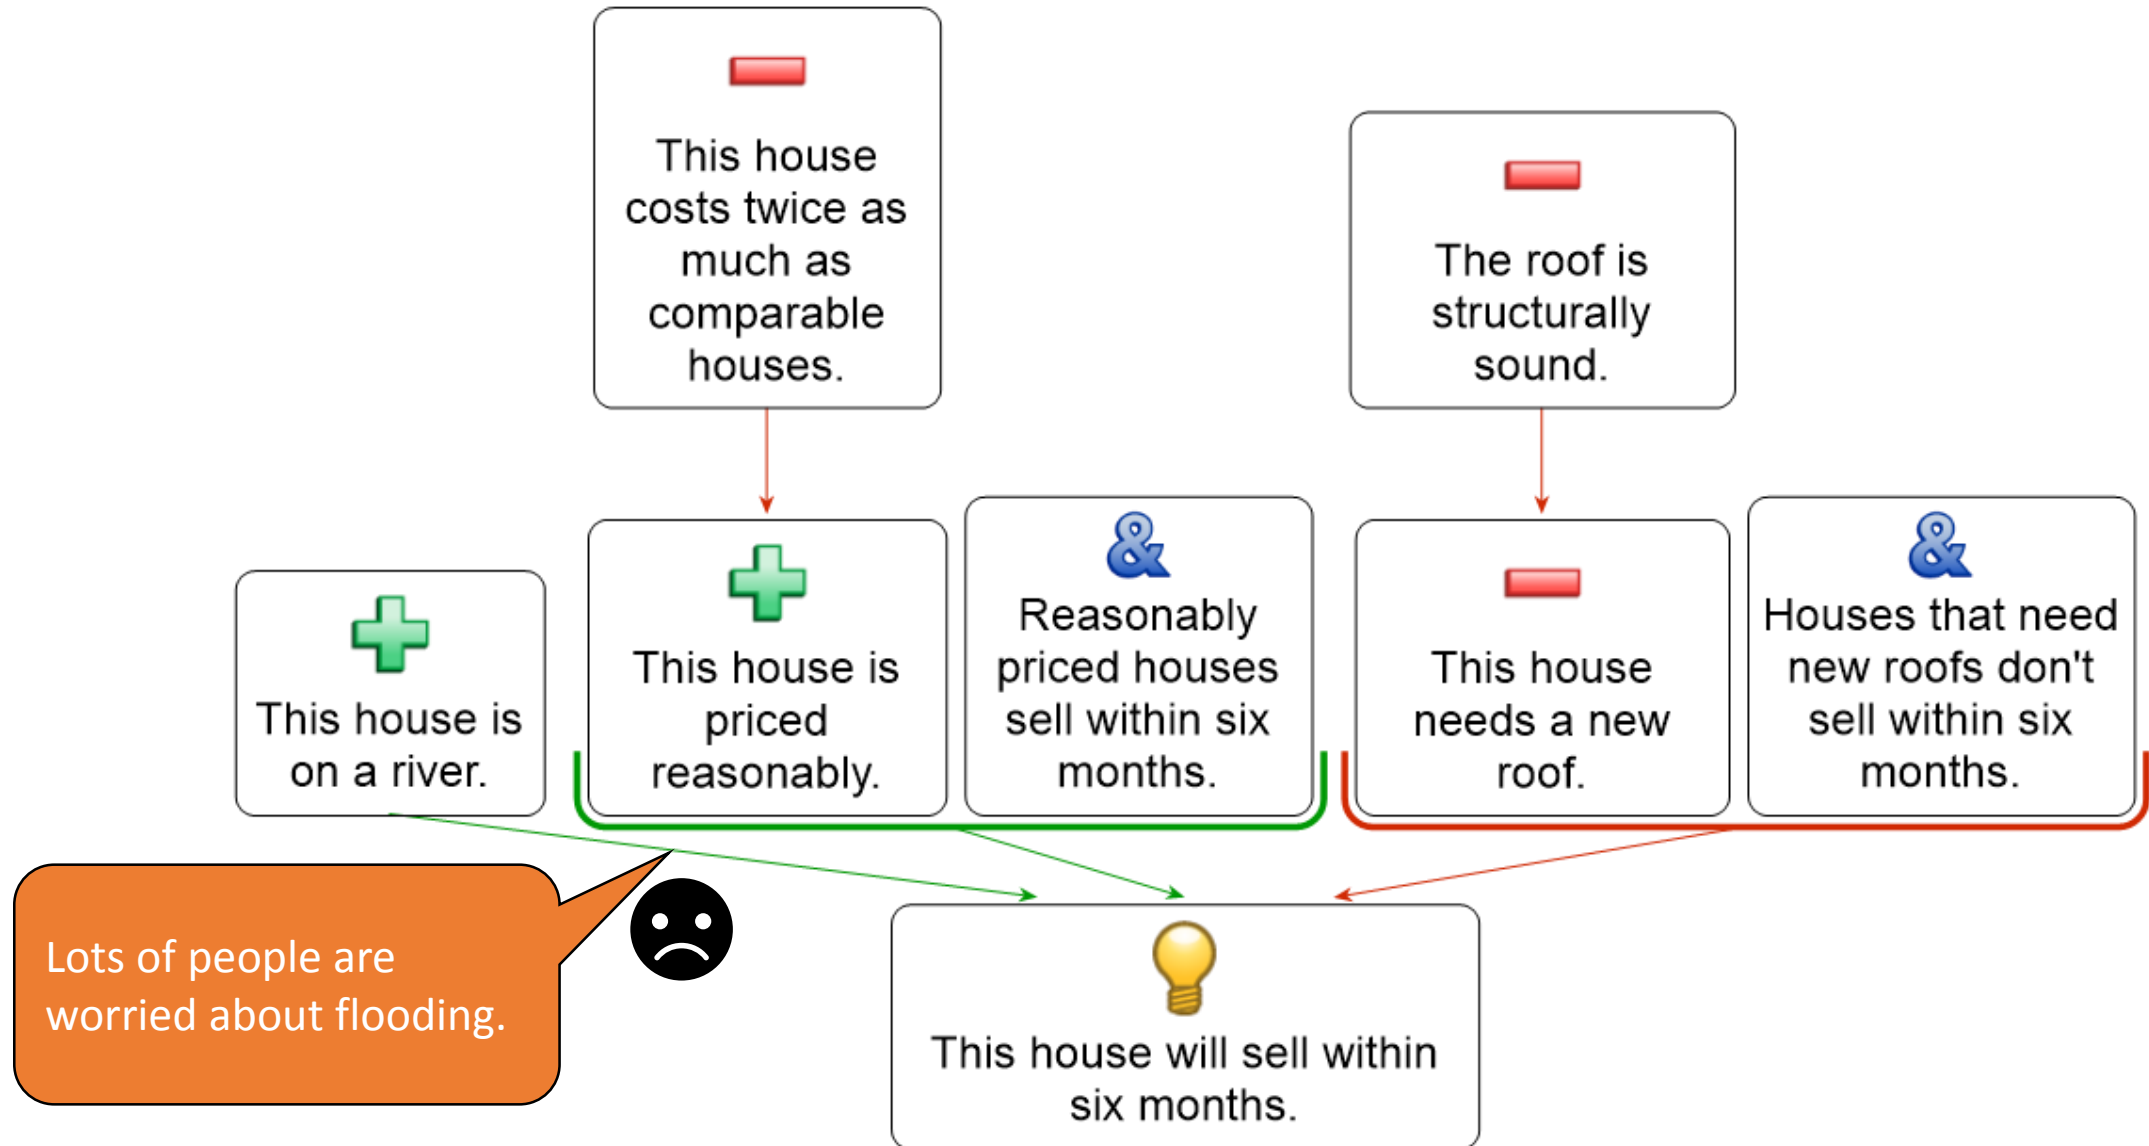 This house
costs twice as
much as
comparable
houses.
The roof is
structurally
sound.
This house is
on a river.
This house is
priced
reasonably.
&
Reasonably
priced houses
sell within six
months.
This house
needs a new
roof.
&
Houses that need
new roofs don't
sell within six
months.
Lots of people are
worried about flooding.
This house will sell within
six months.